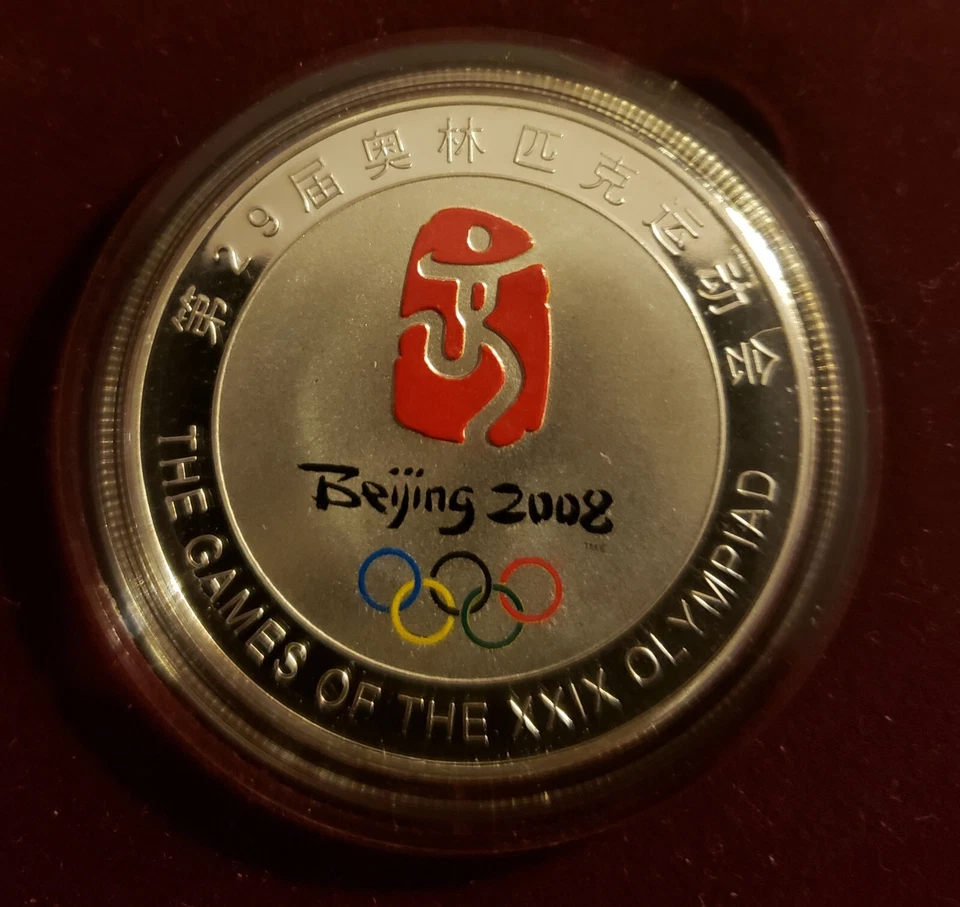 第29届奥林匹克运动会
Beijing 2008
THE GAMES OF THE XXIX OLYMPIAD